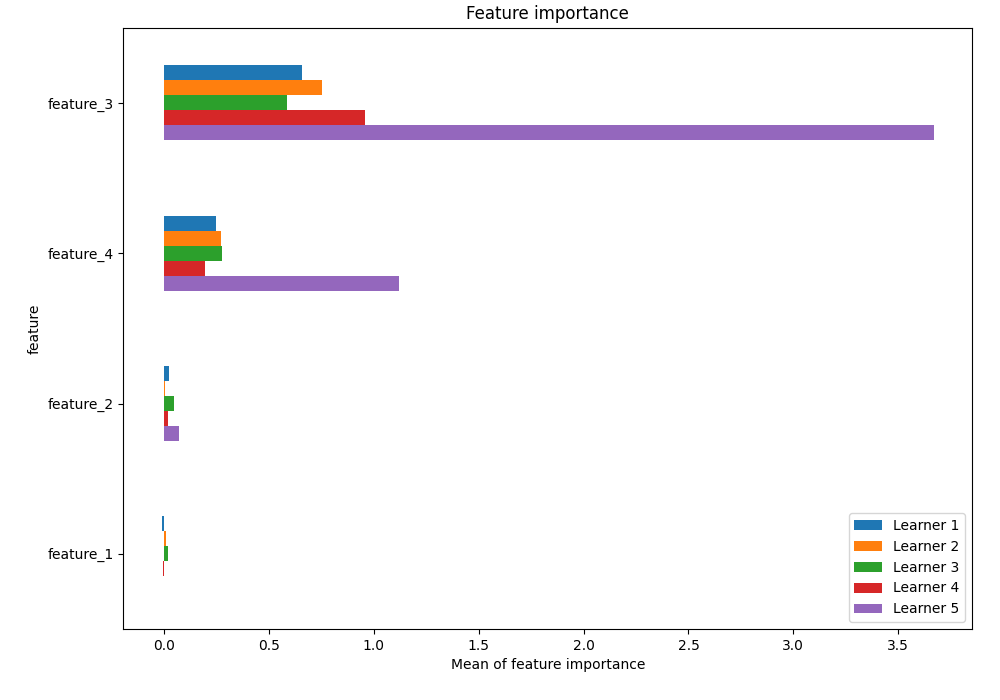 Feature importance
feature_3
feature_4
feature_2
feature_1
feature
0.0 0.5 1.0 1.5 2.0 2.5 3.0 3.5
Mean of feature importance
Learner 1
Learner 2
Learner 3
Learner 4
Learner 5